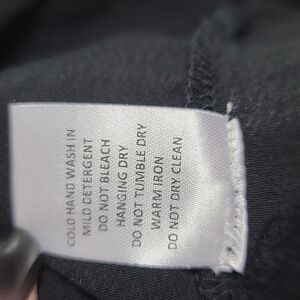 COLD HAND WASH IN
MILD DETERGENT
DO NOT BLEACH
HANGING DRY
DO NOT TUMBLE DRY
WARM IRON
DO NOT DRY CLEAN